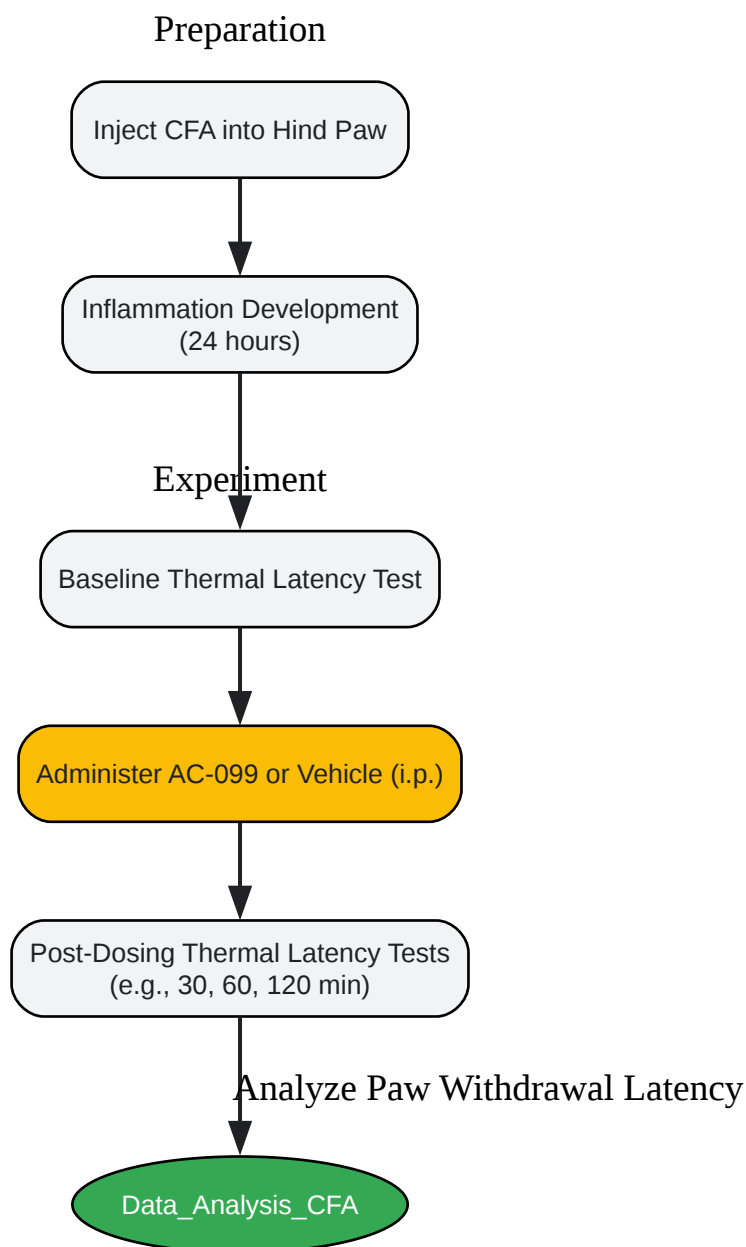 Preparation
Inject CFA into Hind Paw
Inflammation Development
(24 hours)
Experiment
Baseline Thermal Latency Test
Administer AC-099 or Vehicle (i.p.)
Post-Dosing Thermal Latency Tests
(e.g., 30, 60, 120 min)
Analyze Paw Withdrawal Latency
Data_Analysis_CFA